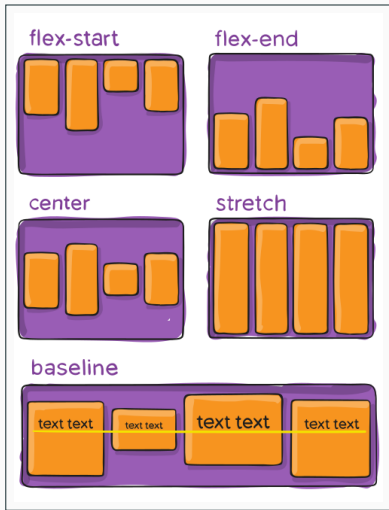 flex-start
flex-end
center
stretch
baseline
text text
text text
text text
text text